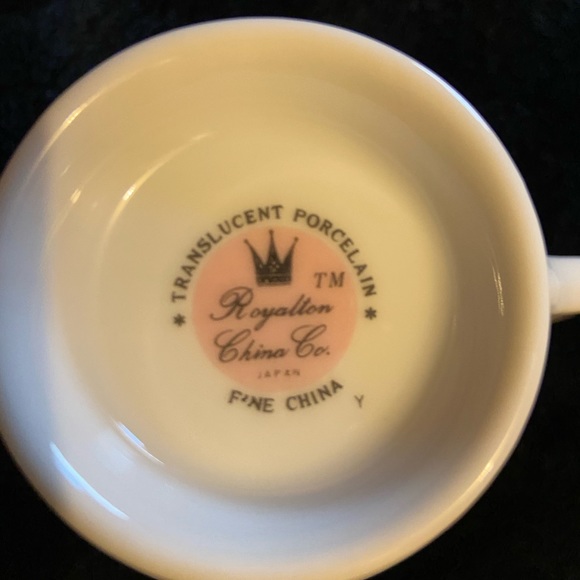 * TRANSLUCENT PORCELAIN *
TM
Royalton
China Co.
JAPAN
FINE CHINA
Y